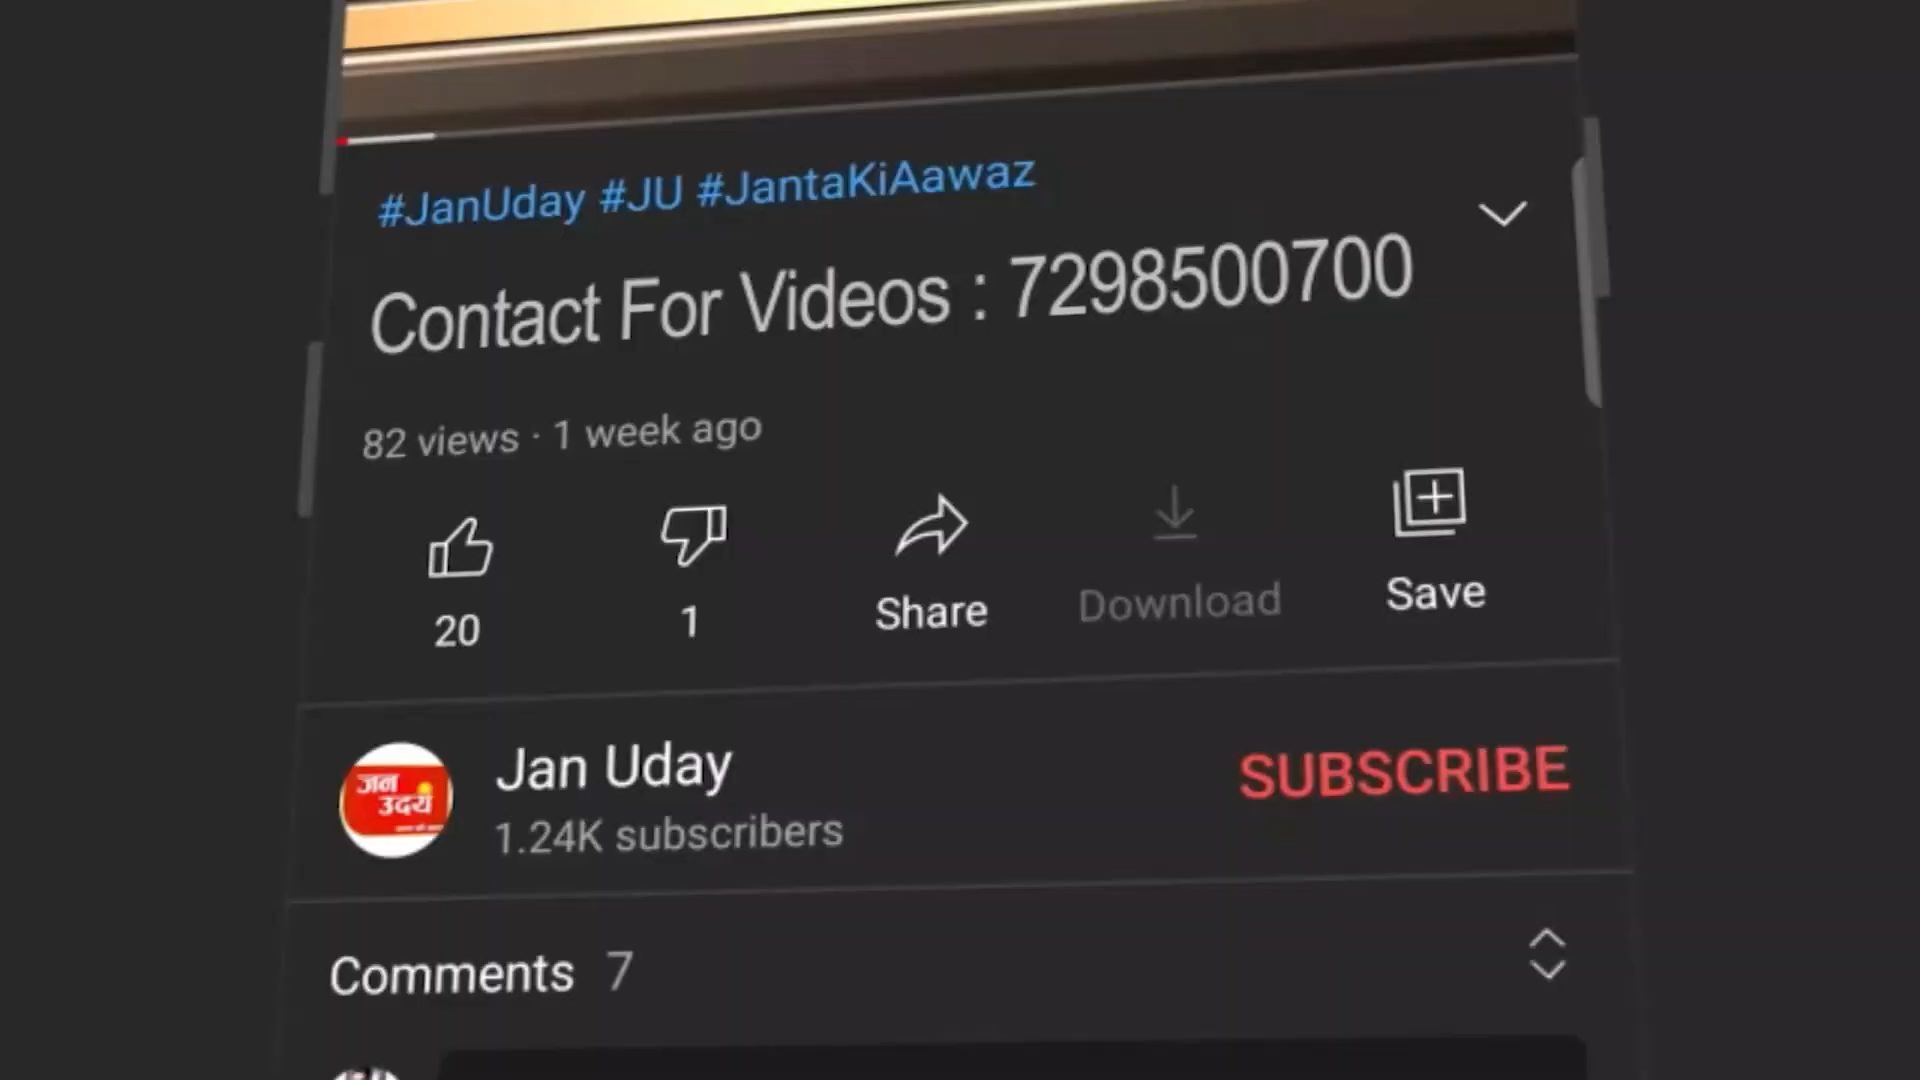 #JanUday #JU #JantaKiAawaz
Contact For Videos : 7298500700
82 views · 1 week ago
20
1
Share
Download
Save
जन
उदय
Jan Uday
1.24K subscribers
SUBSCRIBE
Comments 7